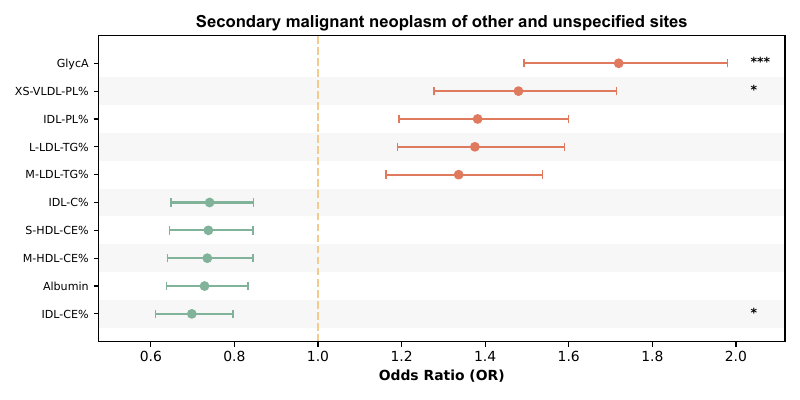 Secondary malignant neoplasm of other and unspecified sites
GlycA ***
XS-VLDL-PL% *
IDL-PL%
L-LDL-TG%
M-LDL-TG%
IDL-C%
S-HDL-CE%
M-HDL-CE%
Albumin
IDL-CE% *
0.6 0.8 1.0 1.2 1.4 1.6 1.8 2.0
Odds Ratio (OR)